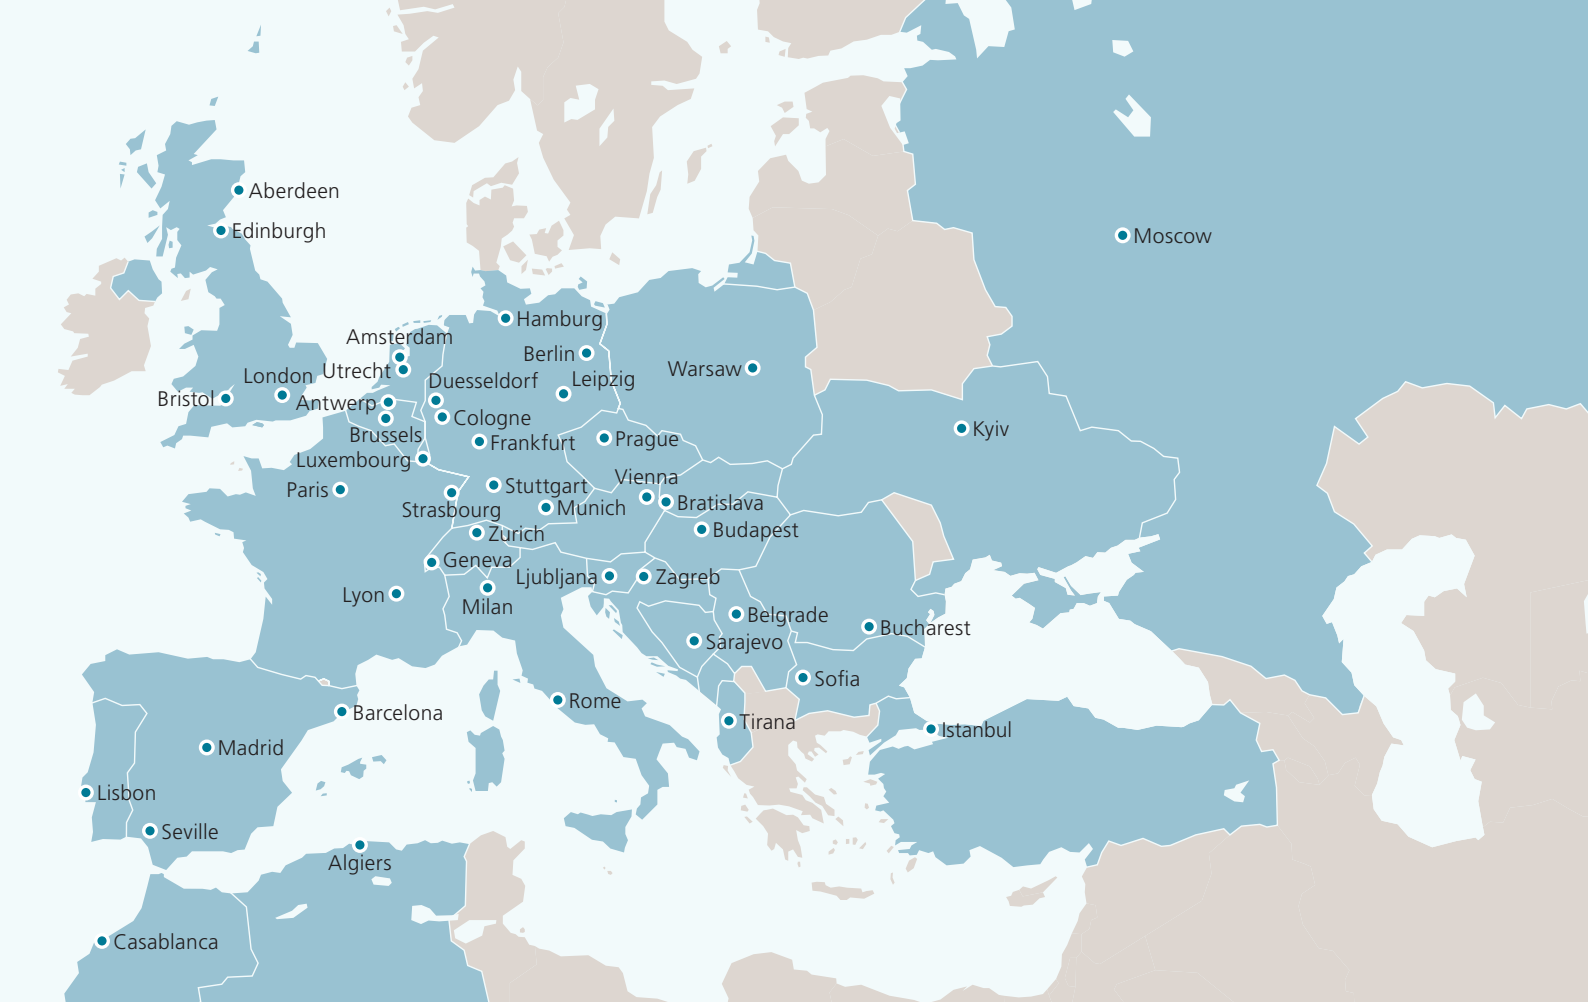 Aberdeen
Edinburgh
Moscow
Hamburg
Amsterdam
Berlin
Utrecht
Warsaw
London
Duesseldorf
Leipzig
Bristol
Antwerp
Cologne
Kyiv
Brussels
Frankfurt
Prague
Luxembourg
Vienna
Paris
Stuttgart
Strasbourg
Munich
Bratislava
Zurich
Budapest
Geneva
Ljubljana
Zagreb
Lyon
Milan
Belgrade
Bucharest
Sarajevo
Sofia
Rome
Barcelona
Tirana
Istanbul
Madrid
Lisbon
Seville
Algiers
Casablanca